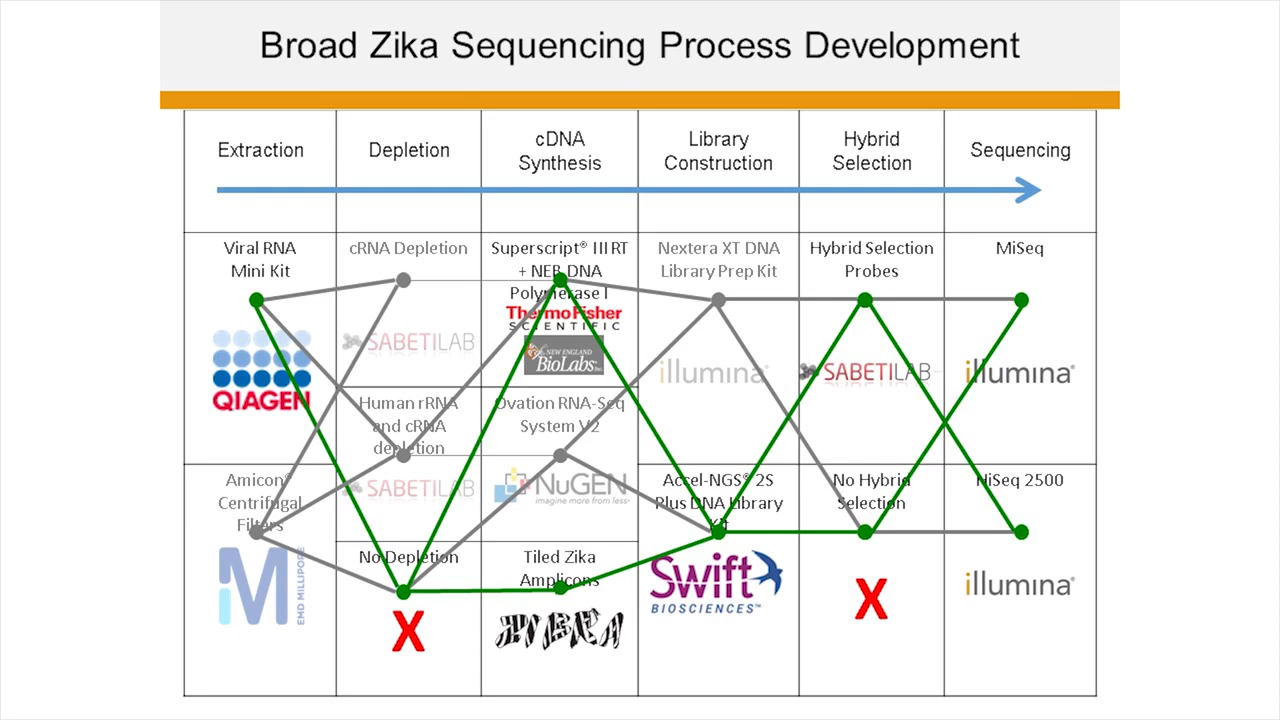 Broad Zika Sequencing Process Development
Extraction
Depletion
cDNA
Synthesis
Library
Construction
Hybrid
Selection
Sequencing
Viral RNA
Mini Kit
QIAGEN
cRNA Depletion
SABETILAB
Superscript® III RT
+ NEB DNA
Polymerase I
ThermoFisher
SCIENTIFIC
NEW ENGLAND
BioLabs Inc.
Nextera XT DNA
Library Prep Kit
illumina®
Hybrid Selection
Probes
SABETILAB
MiSeq
illumina®
Human rRNA
and cRNA
depletion
SABETILAB
Ovation RNA-Seq
System V2
NuGEN
imagine more from less
Amicon®
Centrifugal
Filters
M
EMD MILLIPORE
No Depletion
X
Tiled Zika
Amplicons
ZIBRA
Accel-NGS® 2S
Plus DNA Library
Kit
Swift
BIOSCIENCES™
No Hybrid
Selection
X
HiSeq 2500
illumina®